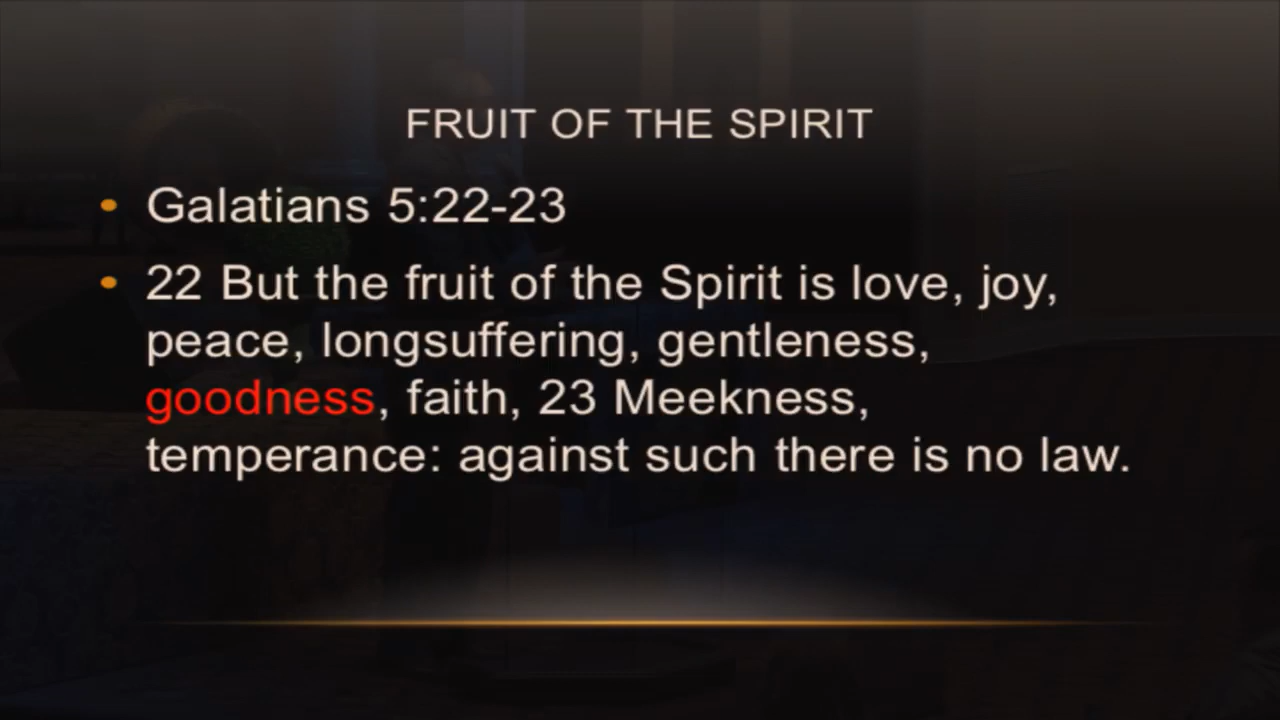 FRUIT OF THE SPIRIT
• Galatians 5:22-23
• 22 But the fruit of the Spirit is love, joy,
peace, longsuffering, gentleness,
goodness, faith, 23 Meekness,
temperance: against such there is no law.